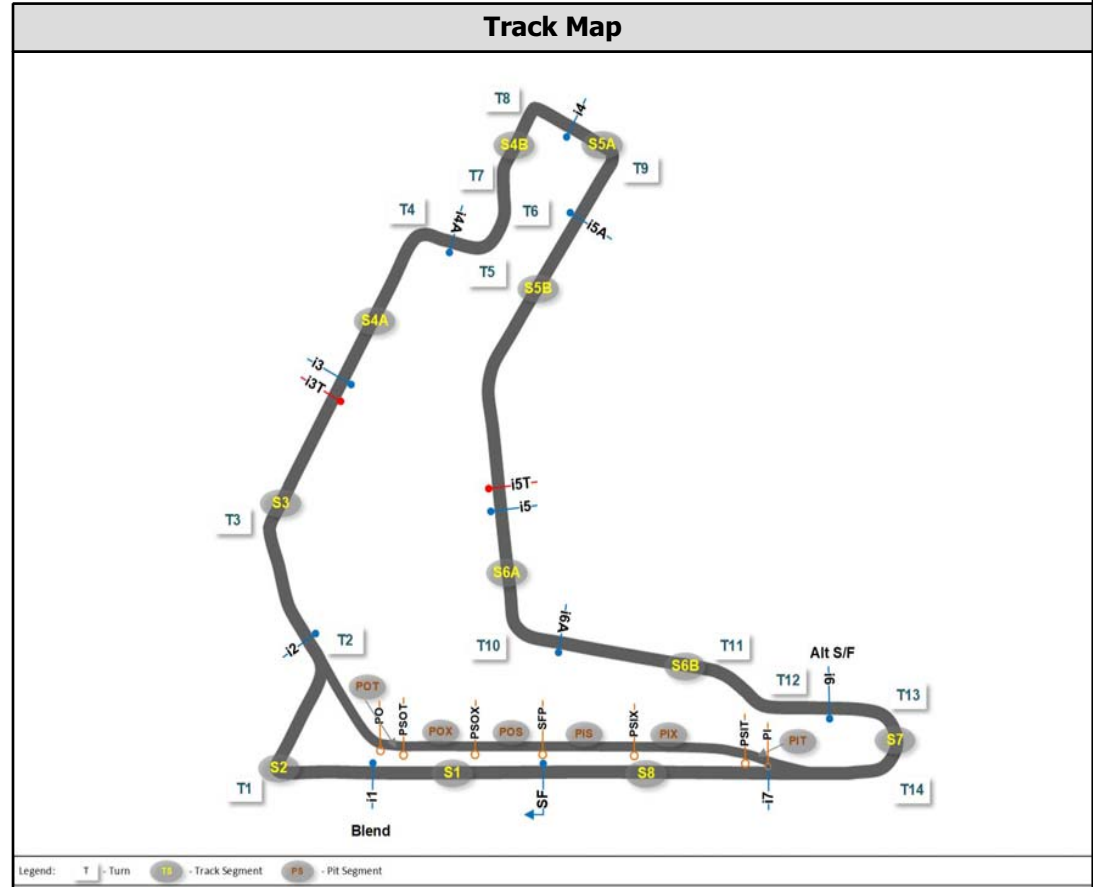 Track Map
T8
-i4-
S4B
S5A
T9
T7
T4
-i4A-
T6
-i5A-
T5
S5B
S4A
-i3
-i3T-
-i5T-
-i5-
S3
T3
S6A
-i6A-
T10
T11
S6B
Alt S/F
-i6-
T12
T13
-i2-
T2
POT
-PO-
PSOT-
POX
PSOX-
POS
SFP-
PIS
PSIX-
PIX
PSIT-
PI-
PIT
S7
S2
T1
-i1
S1
-SF
S8
-i7
T14
Blend
Legend: T - Turn TS - Track Segment PS - Pit Segment